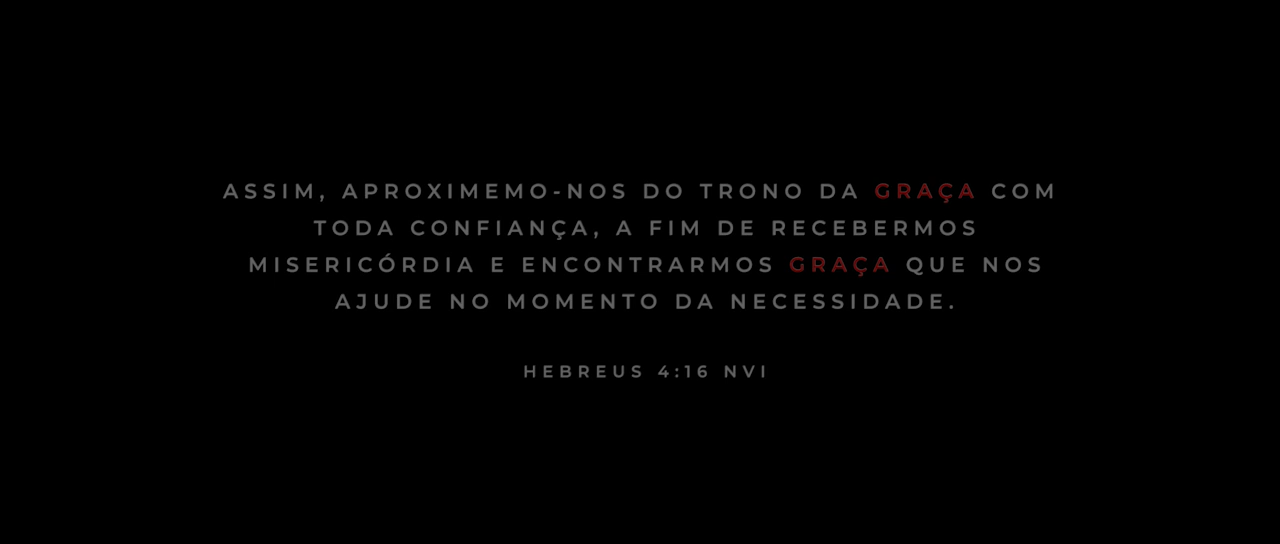 ASSIM, APROXIMEMO-NOS DO TRONO DA GRAÇA COM
TODA CONFIANÇA, A FIM DE RECEBERMOS
MISERICÓRDIA E ENCONTRARMOS GRAÇA QUE NOS
AJUDE NO MOMENTO DA NECESSIDADE.
HEBREUS 4:16 NVI